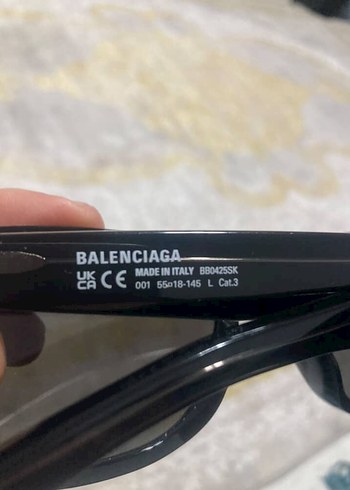 BALENCIAGA
UK CA CE MADE IN ITALY BB0425SK
001 55□18-145 L Cat.3